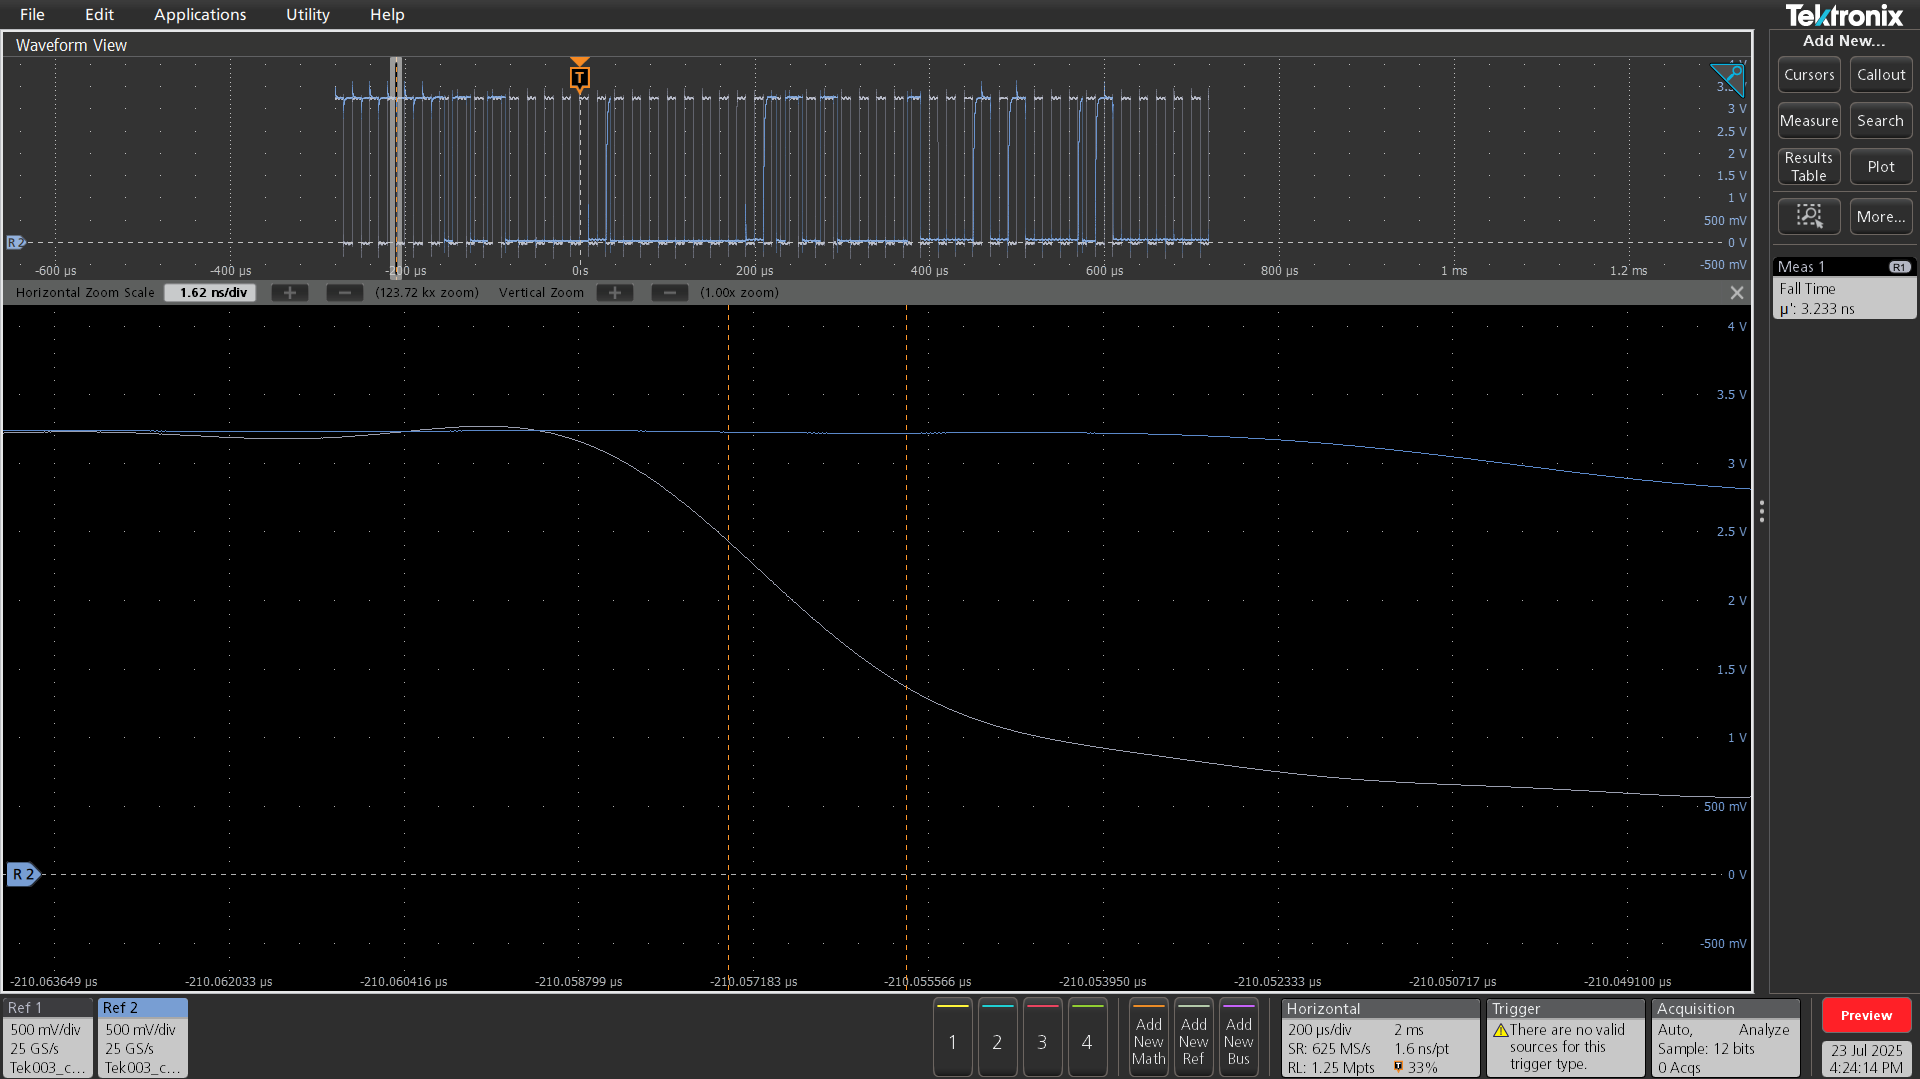 File Edit Applications Utility Help
Tektronix
Waveform View
Add New...
Cursors Callout
Measure Search
Results Table Plot
More...
T
3 V
2.5 V
2 V
1.5 V
1 V
500 mV
0 V
-500 mV
R 2
-600 µs -400 µs -200 µs 0 s 200 µs 400 µs 600 µs 800 µs 1 ms 1.2 ms
Horizontal Zoom Scale 1.62 ns/div + − (123.72 kx zoom) Vertical Zoom + − (1.00x zoom)
Meas 1 R1
Fall Time
µ': 3.233 ns
4 V
3.5 V
3 V
2.5 V
2 V
1.5 V
1 V
500 mV
R 2 0 V
-500 mV
-210.063649 µs -210.062033 µs -210.060416 µs -210.058799 µs -210.057183 µs -210.055566 µs -210.053950 µs -210.052333 µs -210.050717 µs -210.049100 µs
Ref 1
500 mV/div
25 GS/s
Tek003_c...
Ref 2
500 mV/div
25 GS/s
Tek003_c...
1 2 3 4
Add New Math
Add New Ref
Add New Bus
Horizontal
200 µs/div 2 ms
SR: 625 MS/s 1.6 ns/pt
RL: 1.25 Mpts T 33%
Trigger
There are no valid
sources for this
trigger type.
Acquisition
Auto, Analyze
Sample: 12 bits
0 Acqs
Preview
23 Jul 2025
4:24:14 PM